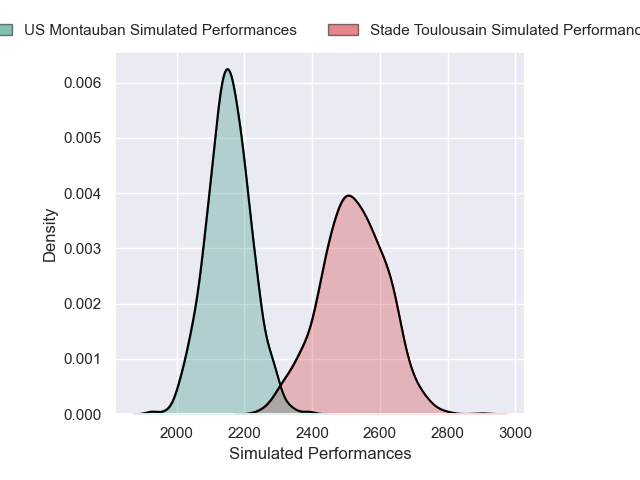 US Montauban Simulated Performances
Stade Toulousain Simulated Performanc
0.006
0.005
0.004
0.003
0.002
0.001
0.000
Density
2000 2200 2400 2600 2800 3000
Simulated Performances